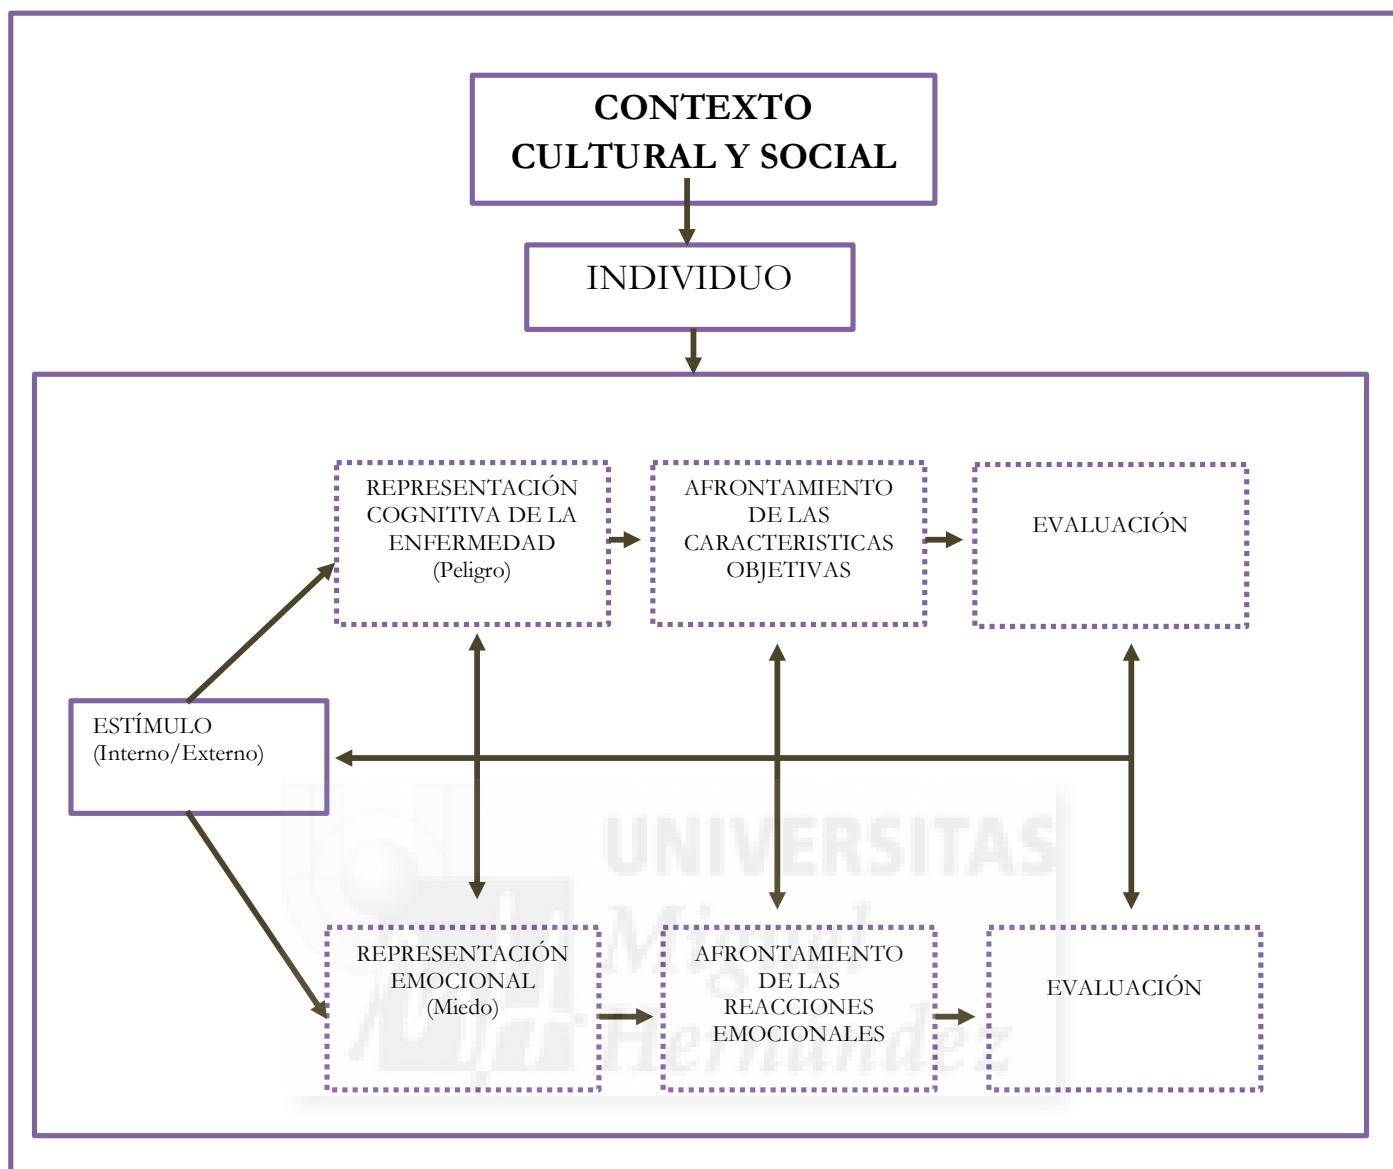 CONTEXTO
CULTURAL Y SOCIAL
INDIVIDUO
REPRESENTACIÓN
COGNITIVA DE LA
ENFERMEDAD
(Peligro)
AFRONTAMIENTO
DE LAS
CARACTERISTICAS
OBJETIVAS
EVALUACIÓN
ESTÍMULO
(Interno/Externo)
UNIVERSITAS
Miguel
Hernández
REPRESENTACIÓN
EMOCIONAL
(Miedo)
AFRONTAMIENTO
DE LAS
REACCIONES
EMOCIONALES
EVALUACIÓN